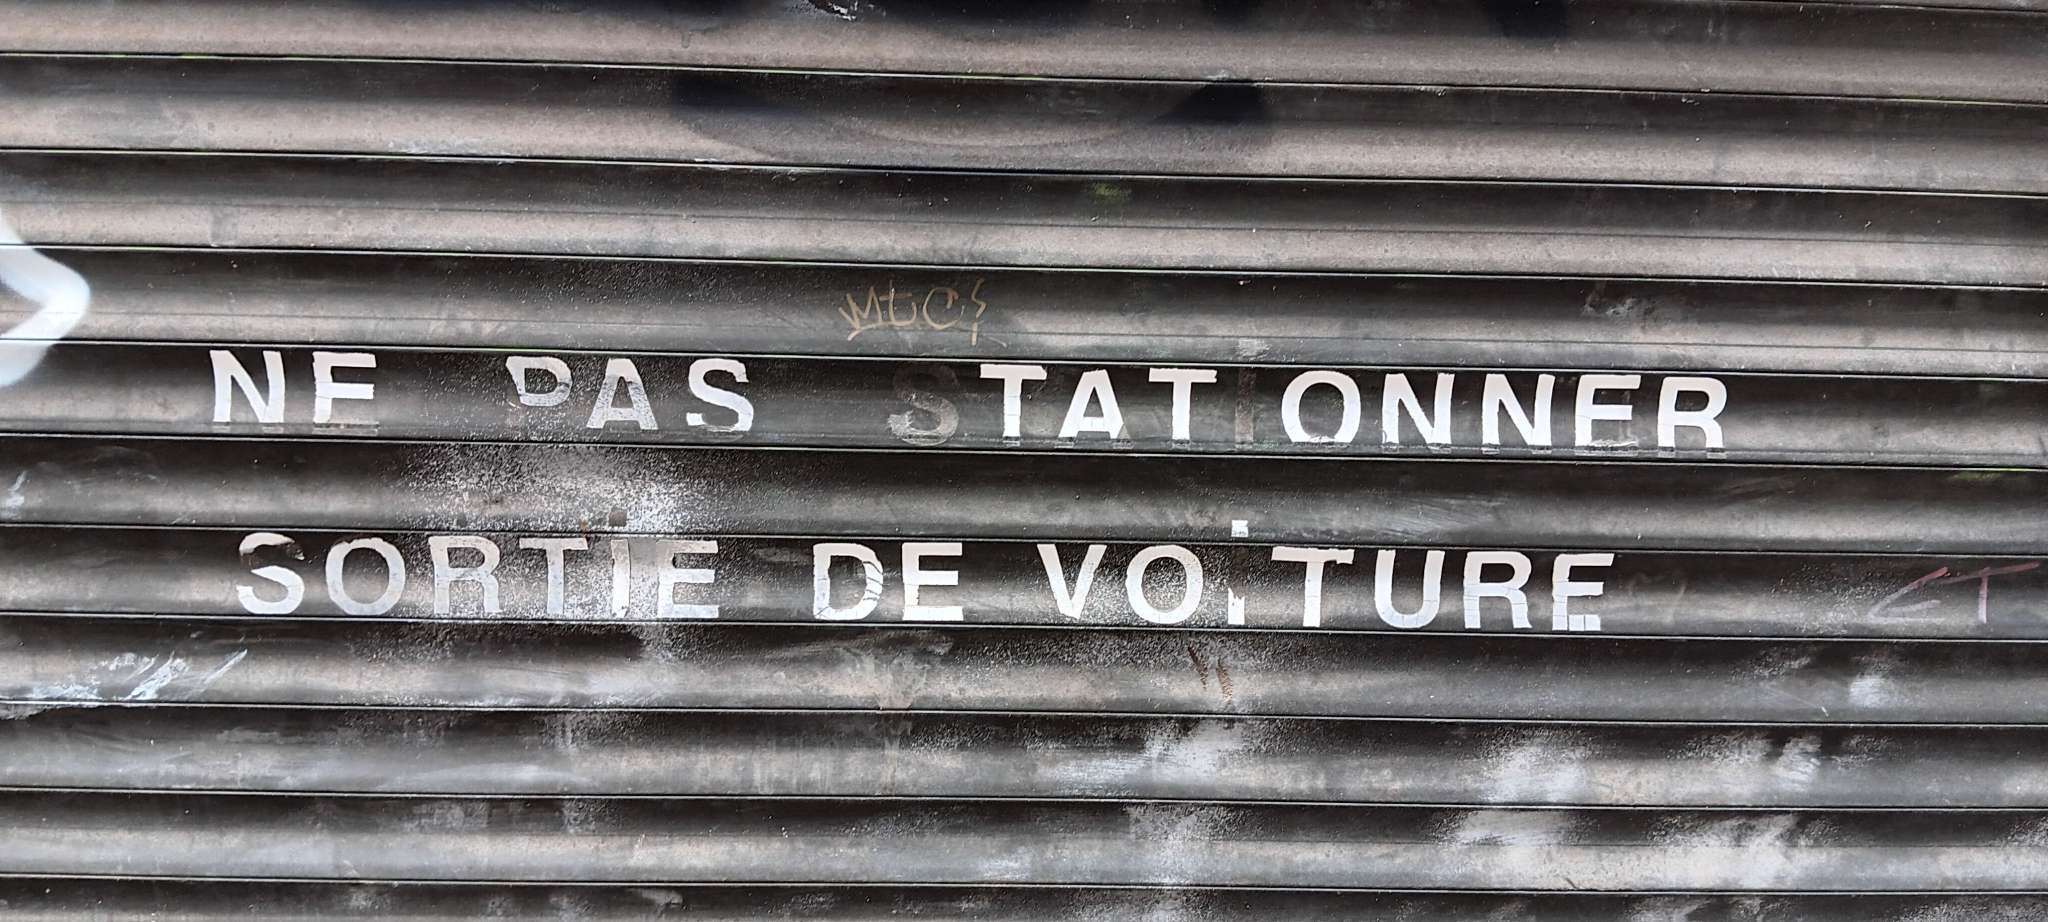 NE PAS STATIONNER
SORTIE DE VOITURE